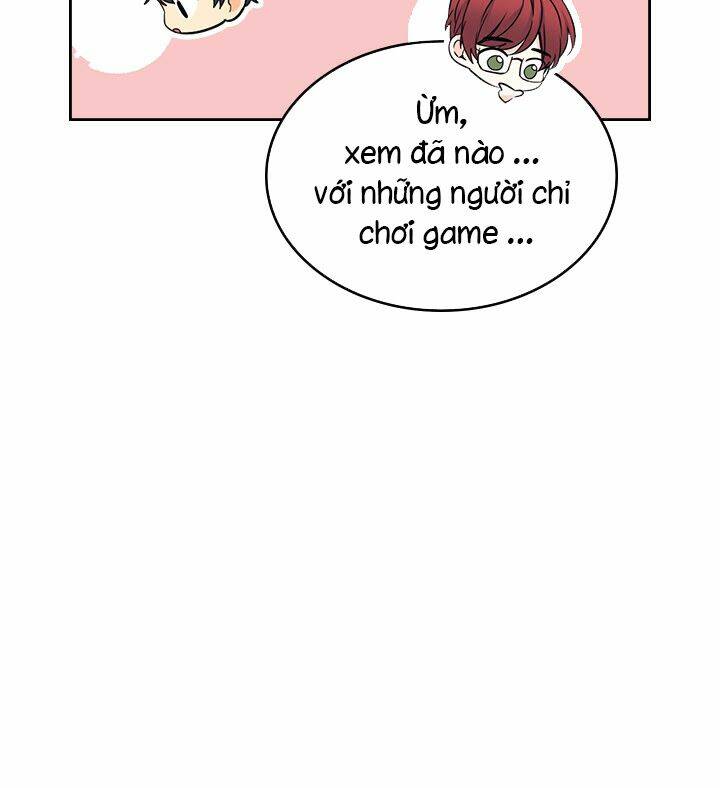 Ừm,
xem đã nào ...
với những người chỉ
chơi game ...